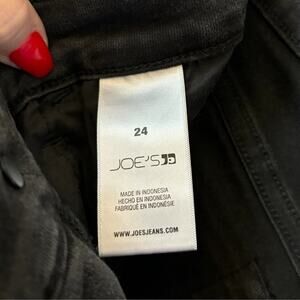 24
JOE'S
MADE IN INDONESIA
HECHO EN INDONESIA
FABRIQUÉ EN INDONÉSIE
WWW.JOESJEANS.COM